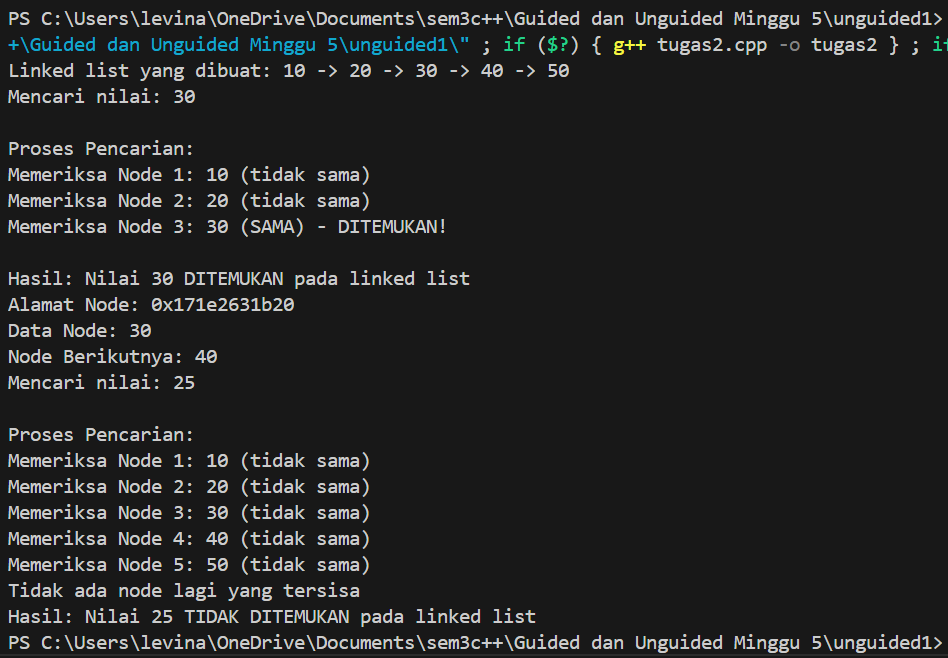 PS C:\Users\levina\OneDrive\Documents\sem3c++\Guided dan Unguided Minggu 5\unguided1>
+\Guided dan Unguided Minggu 5\unguided1\" ; if ($?) { g++ tugas2.cpp -o tugas2 } ; if
Linked list yang dibuat: 10 -> 20 -> 30 -> 40 -> 50
Mencari nilai: 30

Proses Pencarian:
Memeriksa Node 1: 10 (tidak sama)
Memeriksa Node 2: 20 (tidak sama)
Memeriksa Node 3: 30 (SAMA) - DITEMUKAN!

Hasil: Nilai 30 DITEMUKAN pada linked list
Alamat Node: 0x171e2631b20
Data Node: 30
Node Berikutnya: 40
Mencari nilai: 25

Proses Pencarian:
Memeriksa Node 1: 10 (tidak sama)
Memeriksa Node 2: 20 (tidak sama)
Memeriksa Node 3: 30 (tidak sama)
Memeriksa Node 4: 40 (tidak sama)
Memeriksa Node 5: 50 (tidak sama)
Tidak ada node lagi yang tersisa
Hasil: Nilai 25 TIDAK DITEMUKAN pada linked list
PS C:\Users\levina\OneDrive\Documents\sem3c++\Guided dan Unguided Minggu 5\unguided1>